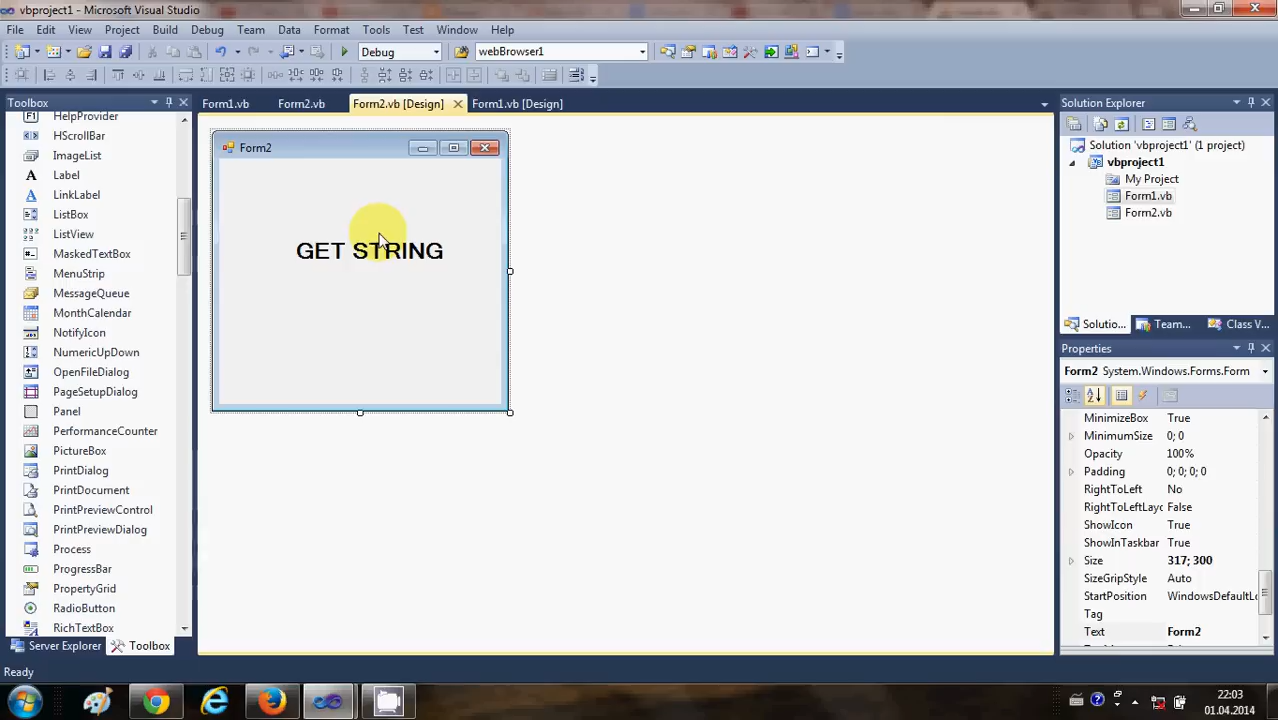 vbproject1 - Microsoft Visual Studio
File Edit View Project Build Debug Team Data Format Tools Test Window Help
Debug webBrowser1
Toolbox
Form1.vb Form2.vb Form2.vb [Design] Form1.vb [Design]
Solution Explorer
HelpProvider
HScrollBar
ImageList
Label
LinkLabel
ListBox
ListView
MaskedTextBox
MenuStrip
MessageQueue
MonthCalendar
NotifyIcon
NumericUpDown
OpenFileDialog
PageSetupDialog
Panel
PerformanceCounter
PictureBox
PrintDialog
PrintDocument
PrintPreviewControl
PrintPreviewDialog
Process
ProgressBar
PropertyGrid
RadioButton
RichTextBox
Server Explorer Toolbox
Form2
GET STRING
Solution 'vbproject1' (1 project)
vbproject1
My Project
Form1.vb
Form2.vb
Solutio... Team... Class V...
Properties
Form2 System.Windows.Forms.Form
MinimizeBox True
MinimumSize 0; 0
Opacity 100%
Padding 0; 0; 0; 0
RightToLeft No
RightToLeftLayc False
ShowIcon True
ShowInTaskbar True
Size 317; 300
SizeGripStyle Auto
StartPosition WindowsDefaultLo
Tag
Text Form2
Ready
22:03
01.04.2014